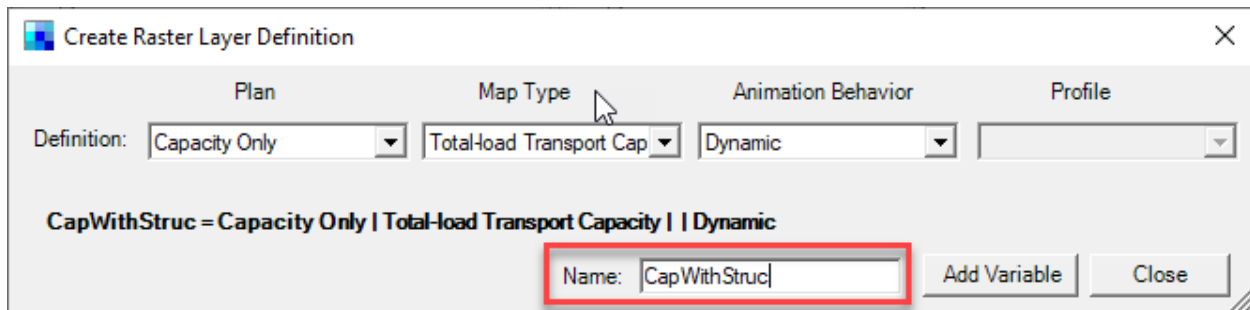 Create Raster Layer Definition
Plan Map Type Animation Behavior Profile
Definition: Capacity Only Total-load Transport Cap Dynamic
CapWithStruc = Capacity Only | Total-load Transport Capacity | | Dynamic
Name: CapWithStruc Add Variable Close